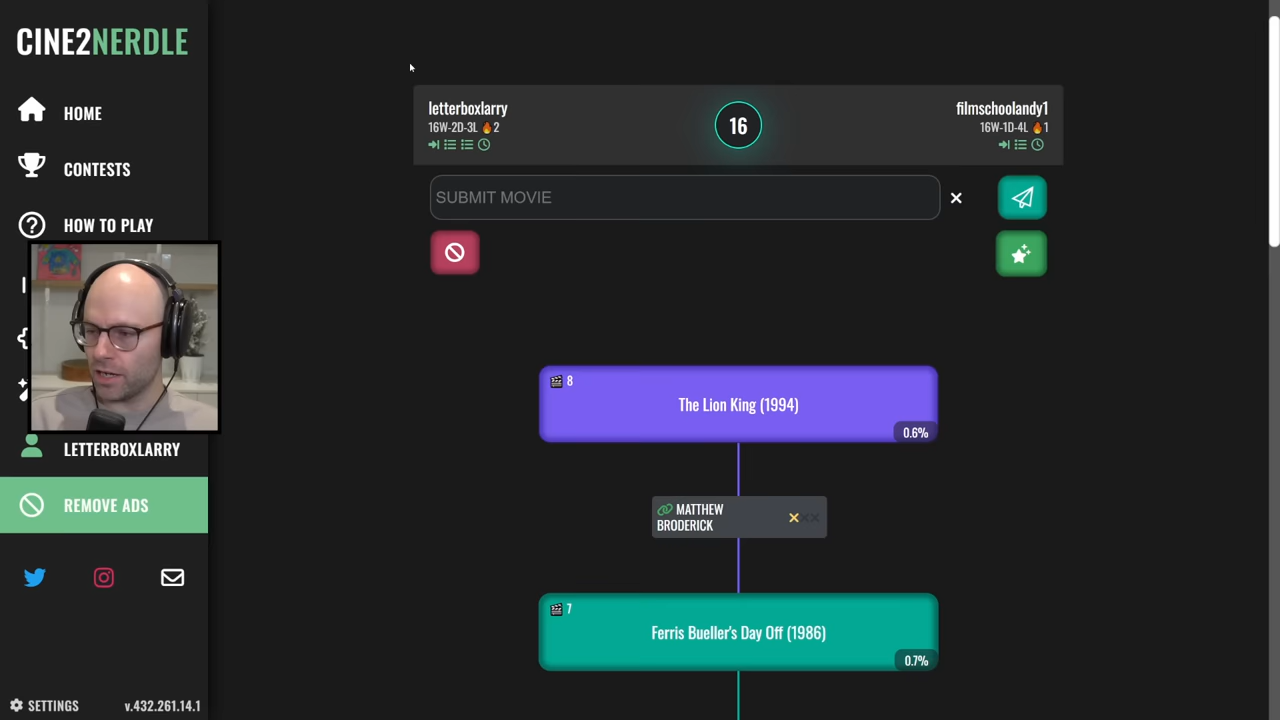 CINE2NERDLE
HOME
CONTESTS
HOW TO PLAY
LETTERBOXLARRY
REMOVE ADS
SETTINGS
v.432.261.14.1
letterboxlarry
16W-2D-3L 🔥2
16
filmschoolandy1
16W-1D-4L 🔥1
SUBMIT MOVIE
8
The Lion King (1994)
0.6%
MATTHEW
BRODERICK
7
Ferris Bueller's Day Off (1986)
0.7%